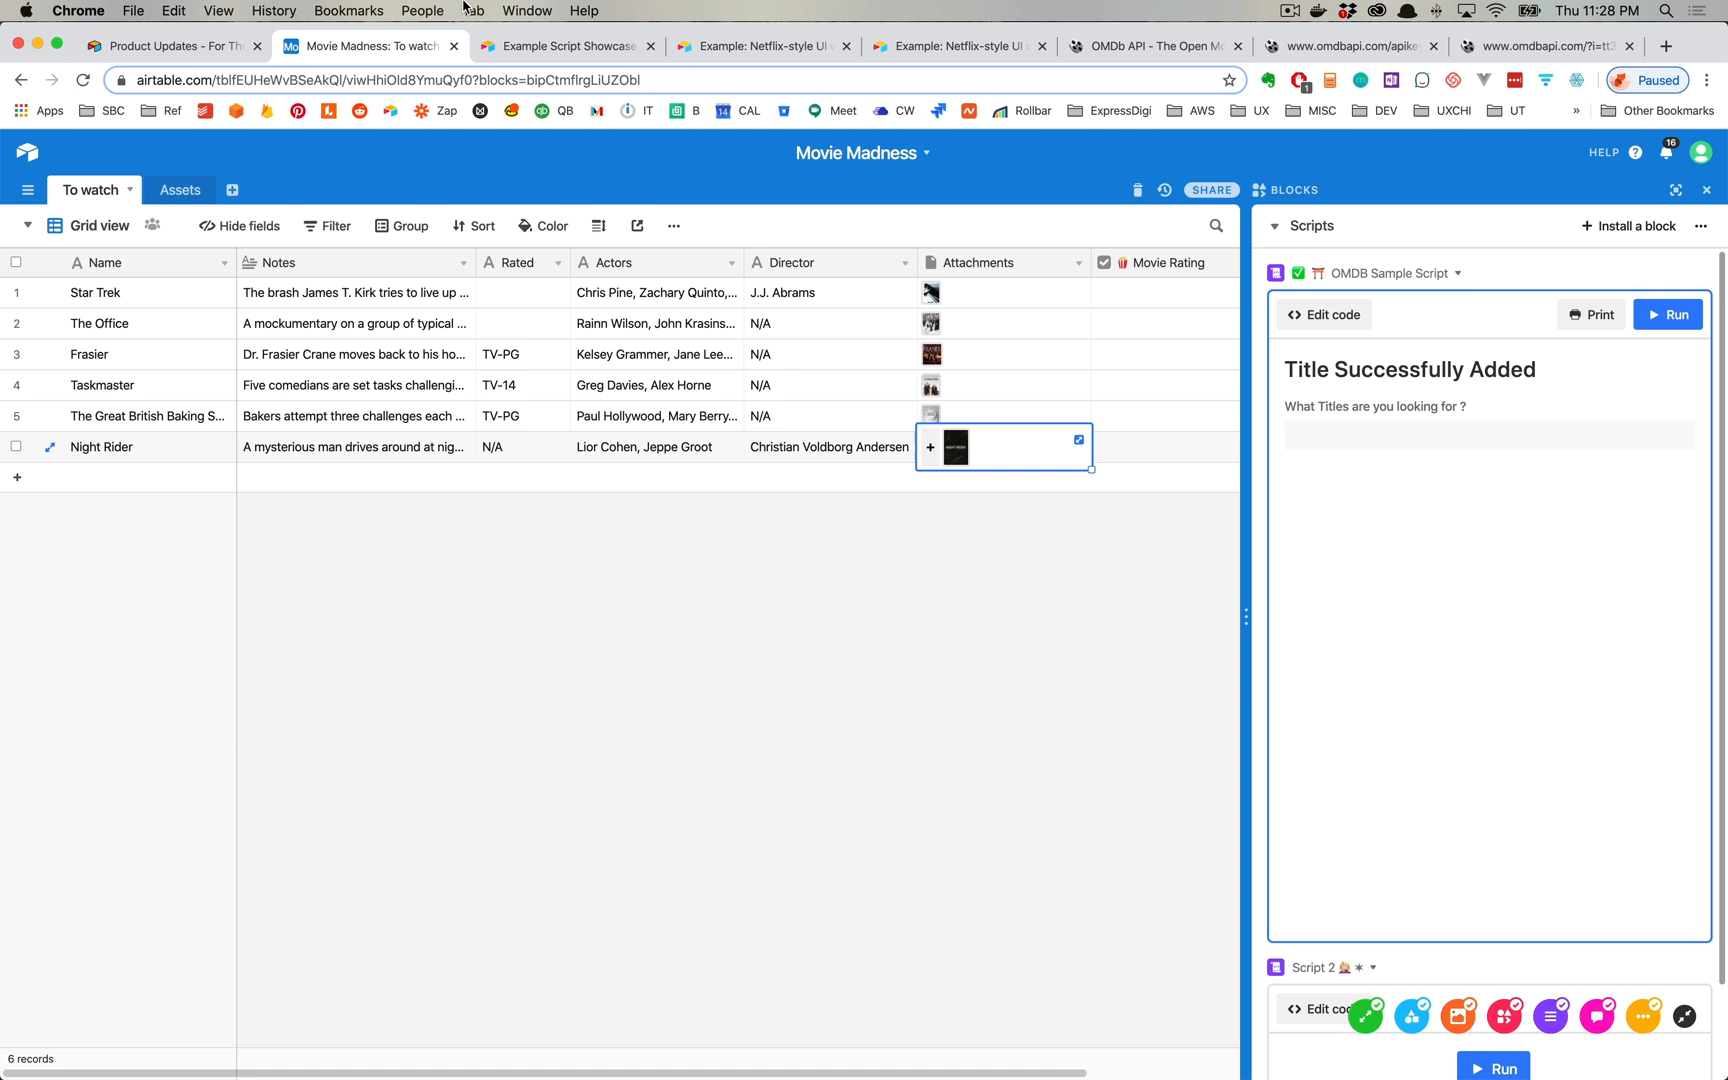 Chrome File Edit View History Bookmarks People Tab Window Help Thu 11:28 PM
Product Updates - For Th Movie Madness: To watch Example Script Showcase Example: Netflix-style UI Example: Netflix-style UI OMDb API - The Open M www.omdbapi.com/apike www.omdbapi.com/?i=tt3
airtable.com/tblfEUHeWvBSeAkQl/viwHhiOld8YmuQyf0?blocks=bipCtmflrgLiUZObl 1 Paused
Apps SBC Ref Zap QB IT B 14 CAL Meet CW Rollbar ExpressDigi AWS UX MISC DEV UXCHI UT » Other Bookmarks
Movie Madness HELP ? 16
To watch Assets SHARE BLOCKS
Grid view Hide fields Filter Group Sort Color Scripts + Install a block
Name Notes Rated Actors Director Attachments Movie Rating
OMDB Sample Script
1 Star Trek The brash James T. Kirk tries to live up ... Chris Pine, Zachary Quinto,... J.J. Abrams
Edit code Print Run
2 The Office A mockumentary on a group of typical ... Rainn Wilson, John Krasins... N/A
3 Frasier Dr. Frasier Crane moves back to his ho... TV-PG Kelsey Grammer, Jane Lee... N/A
Title Successfully Added
4 Taskmaster Five comedians are set tasks challengi... TV-14 Greg Davies, Alex Horne N/A
What Titles are you looking for ?
5 The Great British Baking S... Bakers attempt three challenges each ... TV-PG Paul Hollywood, Mary Berry... N/A
Night Rider A mysterious man drives around at nig... N/A Lior Cohen, Jeppe Groot Christian Voldborg Andersen
Script 2
Edit cod
6 records
Run